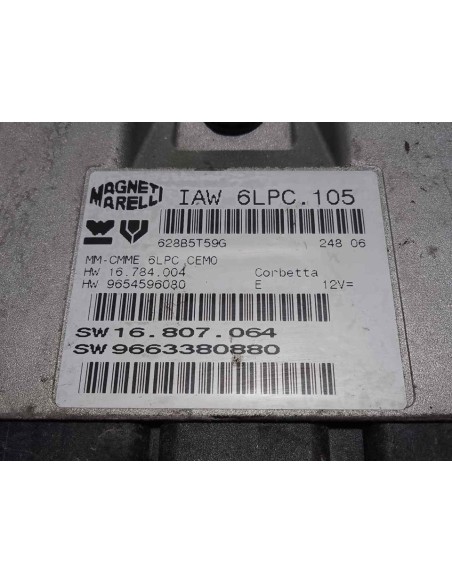 MAGNETI MARELLI
IAW 6LPC.105
62885T59G 248 06
MM-CMME 6LPC CEMO
HW 16.784.004 Corbetta
HW 9654596080 E 12V=
SW 16.807.064
SW 9663380880